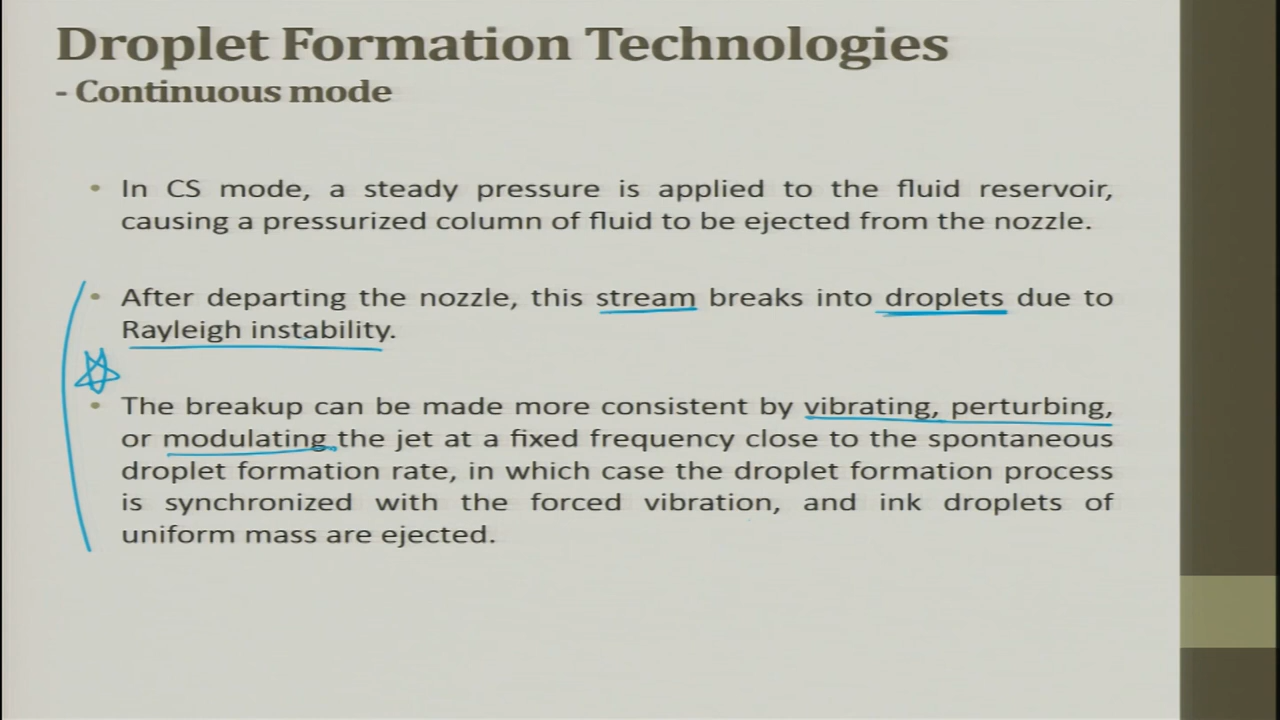 Droplet Formation Technologies
- Continuous mode
• In CS mode, a steady pressure is applied to the fluid reservoir,
causing a pressurized column of fluid to be ejected from the nozzle.
• After departing the nozzle, this stream breaks into droplets due to
Rayleigh instability.
• The breakup can be made more consistent by vibrating, perturbing,
or modulating the jet at a fixed frequency close to the spontaneous
droplet formation rate, in which case the droplet formation process
is synchronized with the forced vibration, and ink droplets of
uniform mass are ejected.